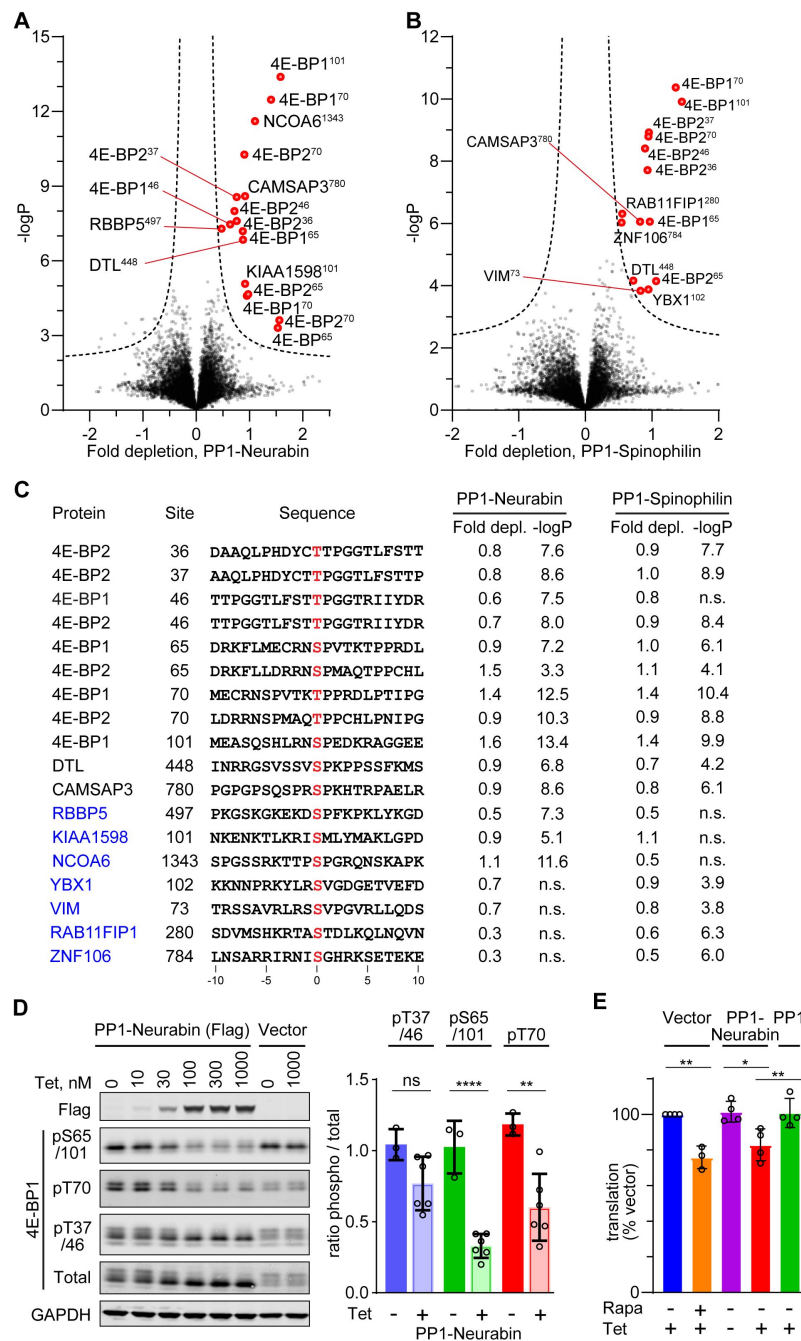 A
15
12
9
6
3
0
-logP
4E-BP1101
4E-BP170
NCOA61343
4E-BP237
4E-BP270
4E-BP146
CAMSAP3780
4E-BP246
RBBP5497
4E-BP236
4E-BP165
DTL448
KIAA1598101
4E-BP265
4E-BP170
4E-BP270
4E-BP65
-2 -1 0 1 2
Fold depletion, PP1-Neurabin
B
12
10
8
6
4
2
0
-logP
4E-BP170
4E-BP1101
4E-BP237
CAMSAP3780
4E-BP270
4E-BP246
4E-BP236
RAB11FIP1280
4E-BP165
ZNF106784
DTL448
VIM73
4E-BP265
YBX1102
-2 -1 0 1 2
Fold depletion, PP1-Spinophilin
C
PP1-Neurabin PP1-Spinophilin
Protein Site Sequence Fold depl. -logP Fold depl. -logP
4E-BP2 36 DAAQLPHDYCTTPGGTLFSTT 0.8 7.6 0.9 7.7
4E-BP2 37 AAQLPHDYCTTPGGTLFSTTP 0.8 8.6 1.0 8.9
4E-BP1 46 TTPGGTLFSTTPGGTRIIYDR 0.6 7.5 0.8 n.s.
4E-BP2 46 TTPGGTLFSTTPGGTRIIYDR 0.7 8.0 0.9 8.4
4E-BP1 65 DRKFLMECRNSPVTKTPPRDL 0.9 7.2 1.0 6.1
4E-BP2 65 DRKFLLDRRNSPMAQTPPCHL 1.5 3.3 1.1 4.1
4E-BP1 70 MECRNSPVTKTPPRDLPTIPG 1.4 12.5 1.4 10.4
4E-BP2 70 LDRRNSPMAQTPPCHLPNIPG 0.9 10.3 0.9 8.8
4E-BP1 101 MEASQSHLRNSPEDKRAGGEE 1.6 13.4 1.4 9.9
DTL 448 INRRGSVSSVSPKPPSSFKMS 0.9 6.8 0.7 4.2
CAMSAP3 780 PGPGPSQSPRSPKHTRPAELR 0.9 8.6 0.8 6.1
RBBP5 497 PKGSKGKEKDSPFKPKLYKGD 0.5 7.3 0.5 n.s.
KIAA1598 101 NKENKTLKRISMLYMAKLGPD 0.9 5.1 1.1 n.s.
NCOA6 1343 SPGSSRKTTPSPGRQNSKAPK 1.1 11.6 0.5 n.s.
YBX1 102 KKNNPRKYLRSVGDGETVEFD 0.7 n.s. 0.9 3.9
VIM 73 TRSSAVRLRSSVPGVRLLQDS 0.7 n.s. 0.8 3.8
RAB11FIP1 280 SDVMSHKRTASTDLKQLNQVN 0.3 n.s. 0.6 6.3
ZNF106 784 LNSARRIRNISGHRKSETEKE 0.3 n.s. 0.5 6.0
-10 -5 0 5 10
D
PP1-Neurabin (Flag) Vector
Tet, nM 0 10 30 100 300 1000 0 1000
Flag
4E-BP1
pS65
/101
pT70
pT37
/46
Total
GAPDH
pT37
/46
pS65
/101
pT70
ns **** **
1.5
1.0
0.5
0.0
ratio phospho / total
Tet - + - + - +
PP1-Neurabin
E
Vector PP1-
Neurabin
PP1
** * **
100
0
translation
(% vector)
Rapa - + - - -
Tet + + - + +